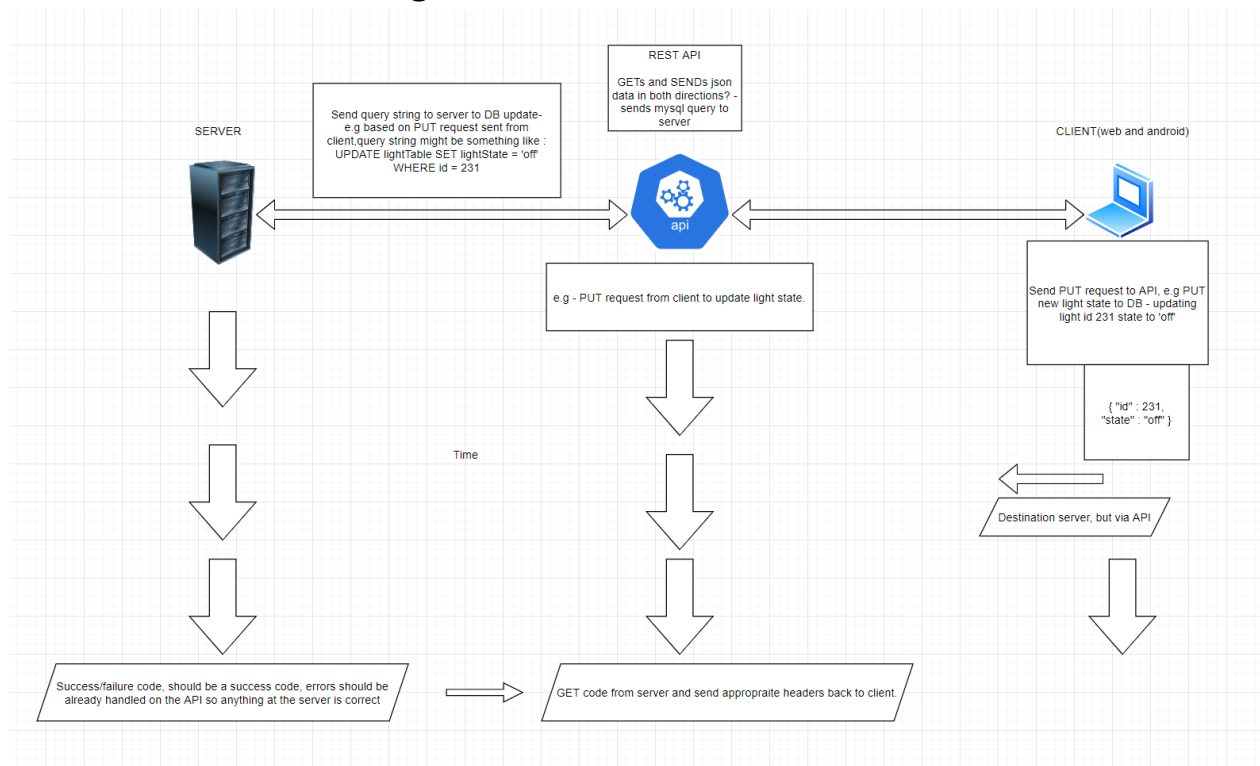 REST API
GETs and SENDs json
data in both directions? -
sends mysql query to
server
Send query string to server to DB update-
e.g based on PUT request sent from
client,query string might be something like :
UPDATE lightTable SET lightState = 'off'
WHERE id = 231
SERVER
CLIENT(web and android)
api
e.g - PUT request from client to update light state.
Send PUT request to API, e.g PUT
new light state to DB - updating
light id 231 state to 'off'
{ "id" : 231,
"state" : "off" }
Time
Destination server, but via API
Success/failure code, should be a success code, errors should be
already handled on the API so anything at the server is correct
GET code from server and send appropraite headers back to client.